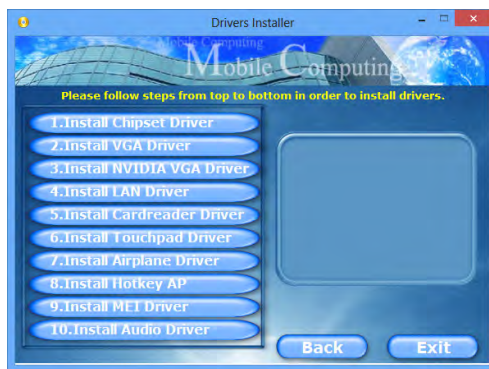 Drivers Installer
Mobile Computing
Mobile Computing
Please follow steps from top to bottom in order to install drivers.
1.Install Chipset Driver
2.Install VGA Driver
3.Install NVIDIA VGA Driver
4.Install LAN Driver
5.Install Cardreader Driver
6.Install Touchpad Driver
7.Install Airplane Driver
8.Install Hotkey AP
9.Install MEI Driver
10.Install Audio Driver
Back
Exit